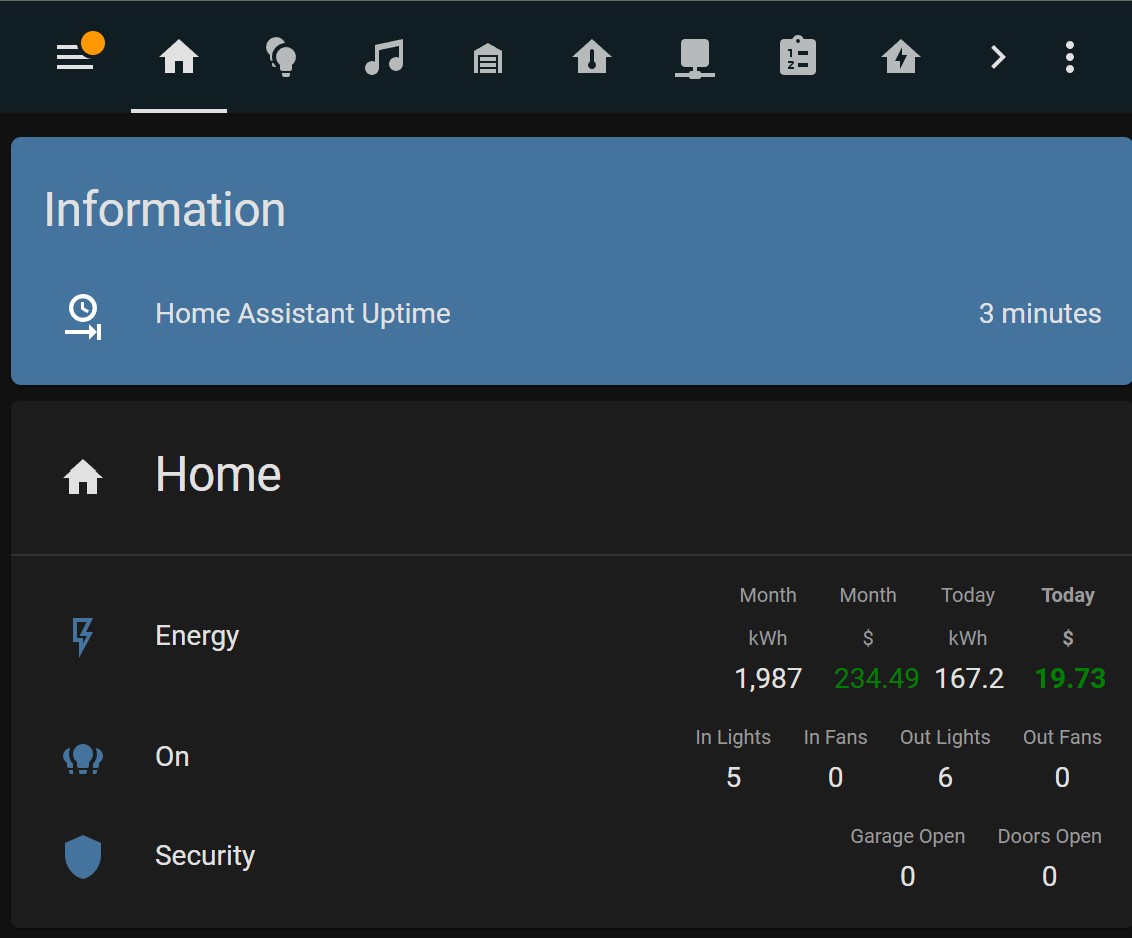 Information
Home Assistant Uptime 3 minutes
Home
Month Month Today Today
Energy kWh $ kWh $
1,987 234.49 167.2 19.73
In Lights In Fans Out Lights Out Fans
On 5 0 6 0
Garage Open Doors Open
Security 0 0